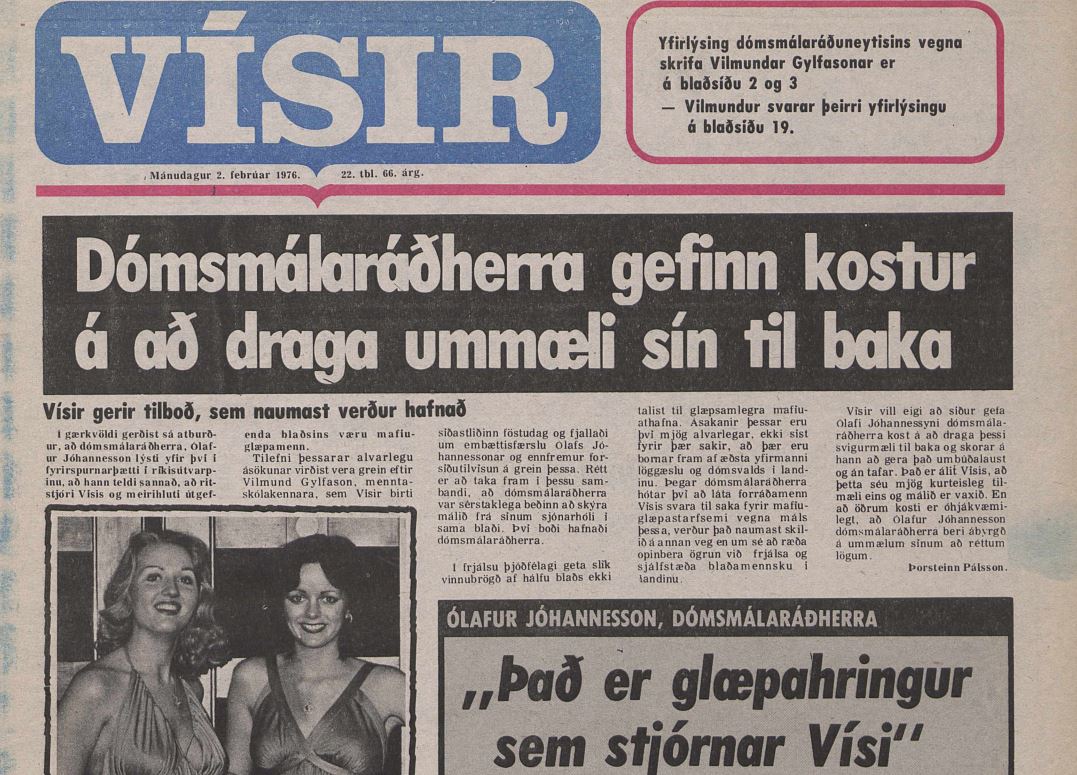 VÍSIR
Yfirlýsing dómsmálaráðuneytisins vegna
skrifa Vilmundar Gylfasonar er
á blaðsíðu 2 og 3
— Vilmundur svarar þeirri yfirlýsingu
á blaðsíðu 19.
Mánudagur 2. febrúar 1976. 22. tbl. 66. árg.
Dómsmálaráðherra gefinn kostur
á að draga ummæli sín til baka
Vísir gerir tilboð, sem naumast verður hafnað
Í gærkvöldi gerðist sá atburð-
ur, að dómsmálaráðherra, Ólaf-
ur Jóhannesson lýsti yfir því í
fyrirspurnarþætti í ríkisútvarp-
inu, að hann teldi sannað, að rit-
stjóri Vísis og meirihluti útgef-
enda blaðsins væru mafiu-
glæpamenn.
Tilefni þessarar alvarlegu
ásökunar virðist vera grein eftir
Vilmund Gylfason, mennta-
skólakennara, sem Vísir birti
síðastliðinn föstudag og fjallaði
um embættisfærslu Ólafs Jó-
hannessonar og ennfremur for-
síðutilvísun á grein þessa. Rétt
er að taka fram í þessu sam-
bandi, að dómsmálaráðherra
var sérstaklega beðinn að skýra
málið frá sínum sjónarhóli í
sama blaði. Því boði hafnaði
dómsmálaráðherra.
Í frjálsu þjóðfélagi geta slík
vinnubrögð af hálfu blaðs ekki
talist til glæpsamlegra mafíu-
athafna. Ásakanir þessar eru
því mjög alvarlegar, ekki síst
fyrir þær sakir, að þær eru
bornar fram af æðsta yfirmanni
löggæslu og dómsvalds í land-
inu. Þegar dómsmálaráðherra
hótar því að láta forráðamenn
Vísis svara til saka fyrir mafíu-
glæpastarfsemi vegna máls
þessa, verður það naumast skil-
ið á annan veg en um sé að ræða
opinbera ögrun við frjálsa og
sjálfstæða blaðamennsku í
landinu.
Vísir vill eigi að síður gefa
Ólafi Jóhannessyni dómsmála-
ráðherra kost á að draga þessi
svigurmæli til baka og skorar á
hann að gera það umbúðalaust
og án tafar. Það er álit Vísis, að
þetta séu mjög kurteisleg til-
mæli eins og málið er vaxið. En
að öðrum kosti er óhjákvæmi-
legt, að Ólafur Jóhannesson
dómsmálaráðherra beri ábyrgð
á ummælum sínum að réttum
lögum.
Þorsteinn Pálsson.
ÓLAFUR JÓHANNESSON, DÓMSMÁLARÁÐHERRA
„Það er glæpahringur
sem stjórnar Vísi“